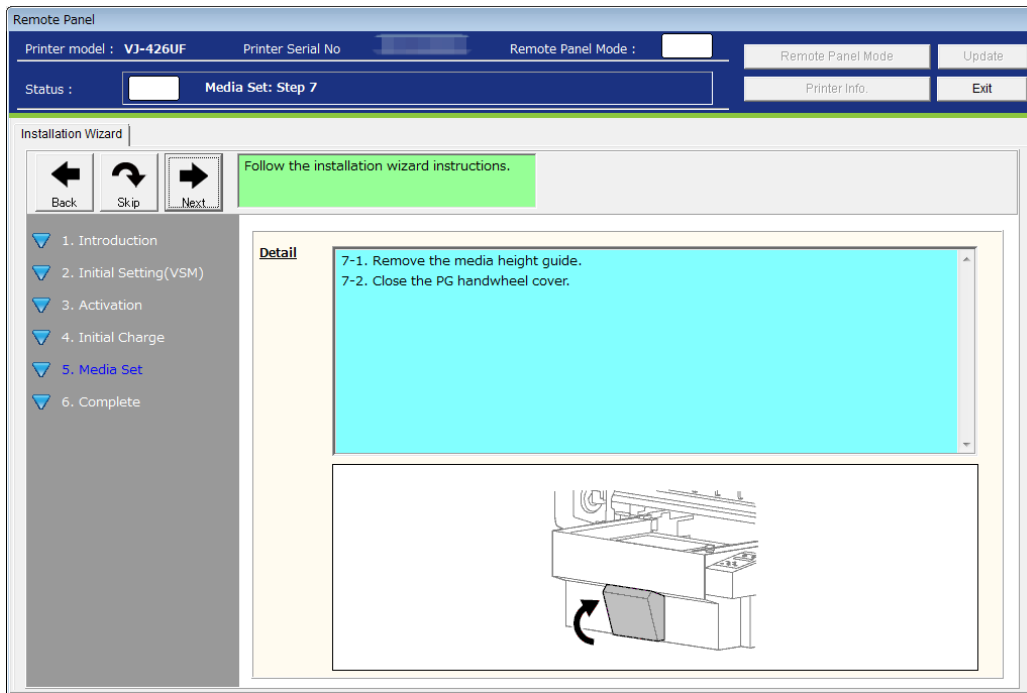 Remote Panel
Printer model : VJ-426UF Printer Serial No Remote Panel Mode :
Remote Panel Mode Update
Status : Media Set: Step 7
Printer Info. Exit
Installation Wizard
Back Skip Next
Follow the installation wizard instructions.
1. Introduction
2. Initial Setting(VSM)
3. Activation
4. Initial Charge
5. Media Set
6. Complete
Detail
7-1. Remove the media height guide.
7-2. Close the PG handwheel cover.